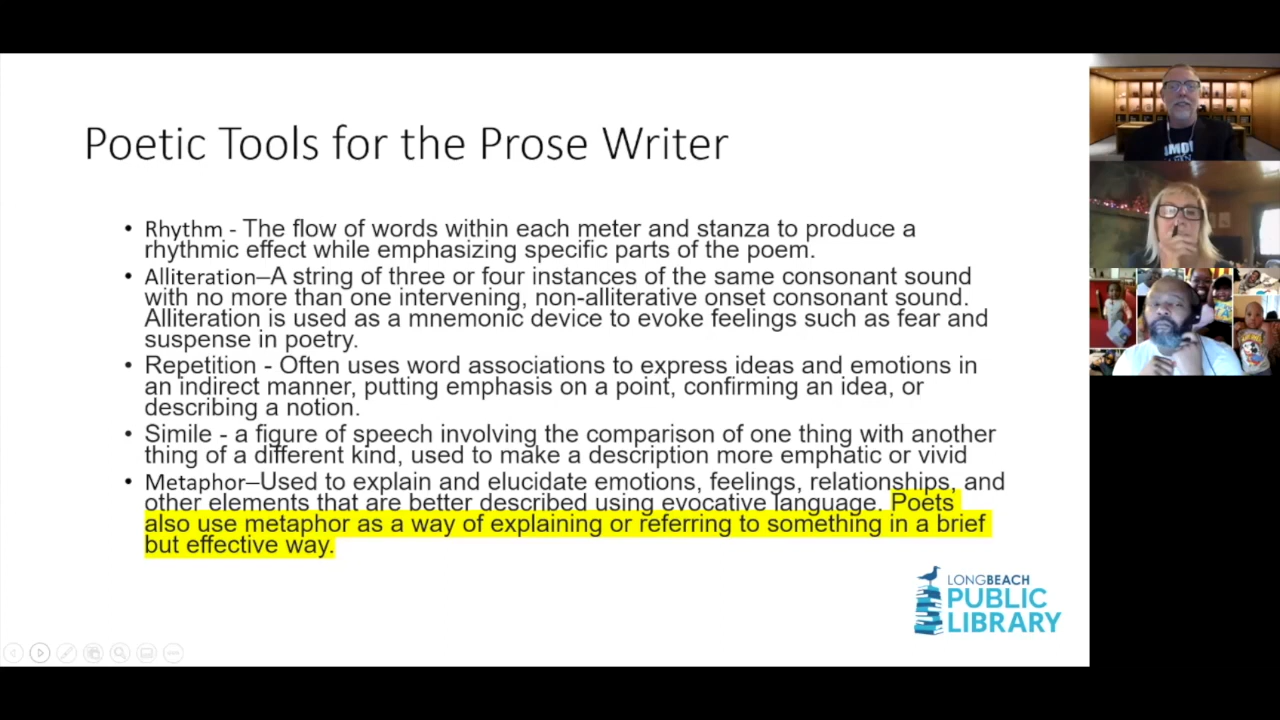 Poetic Tools for the Prose Writer
• Rhythm - The flow of words within each meter and stanza to produce a
rhythmic effect while emphasizing specific parts of the poem.
• Alliteration–A string of three or four instances of the same consonant sound
with no more than one intervening, non-alliterative onset consonant sound.
Alliteration is used as a mnemonic device to evoke feelings such as fear and
suspense in poetry.
• Repetition - Often uses word associations to express ideas and emotions in
an indirect manner, putting emphasis on a point, confirming an idea, or
describing a notion.
• Simile - a figure of speech involving the comparison of one thing with another
thing of a different kind, used to make a description more emphatic or vivid
• Metaphor–Used to explain and elucidate emotions, feelings, relationships, and
other elements that are better described using evocative language. Poets
also use metaphor as a way of explaining or referring to something in a brief
but effective way.
LONGBEACH
PUBLIC
LIBRARY